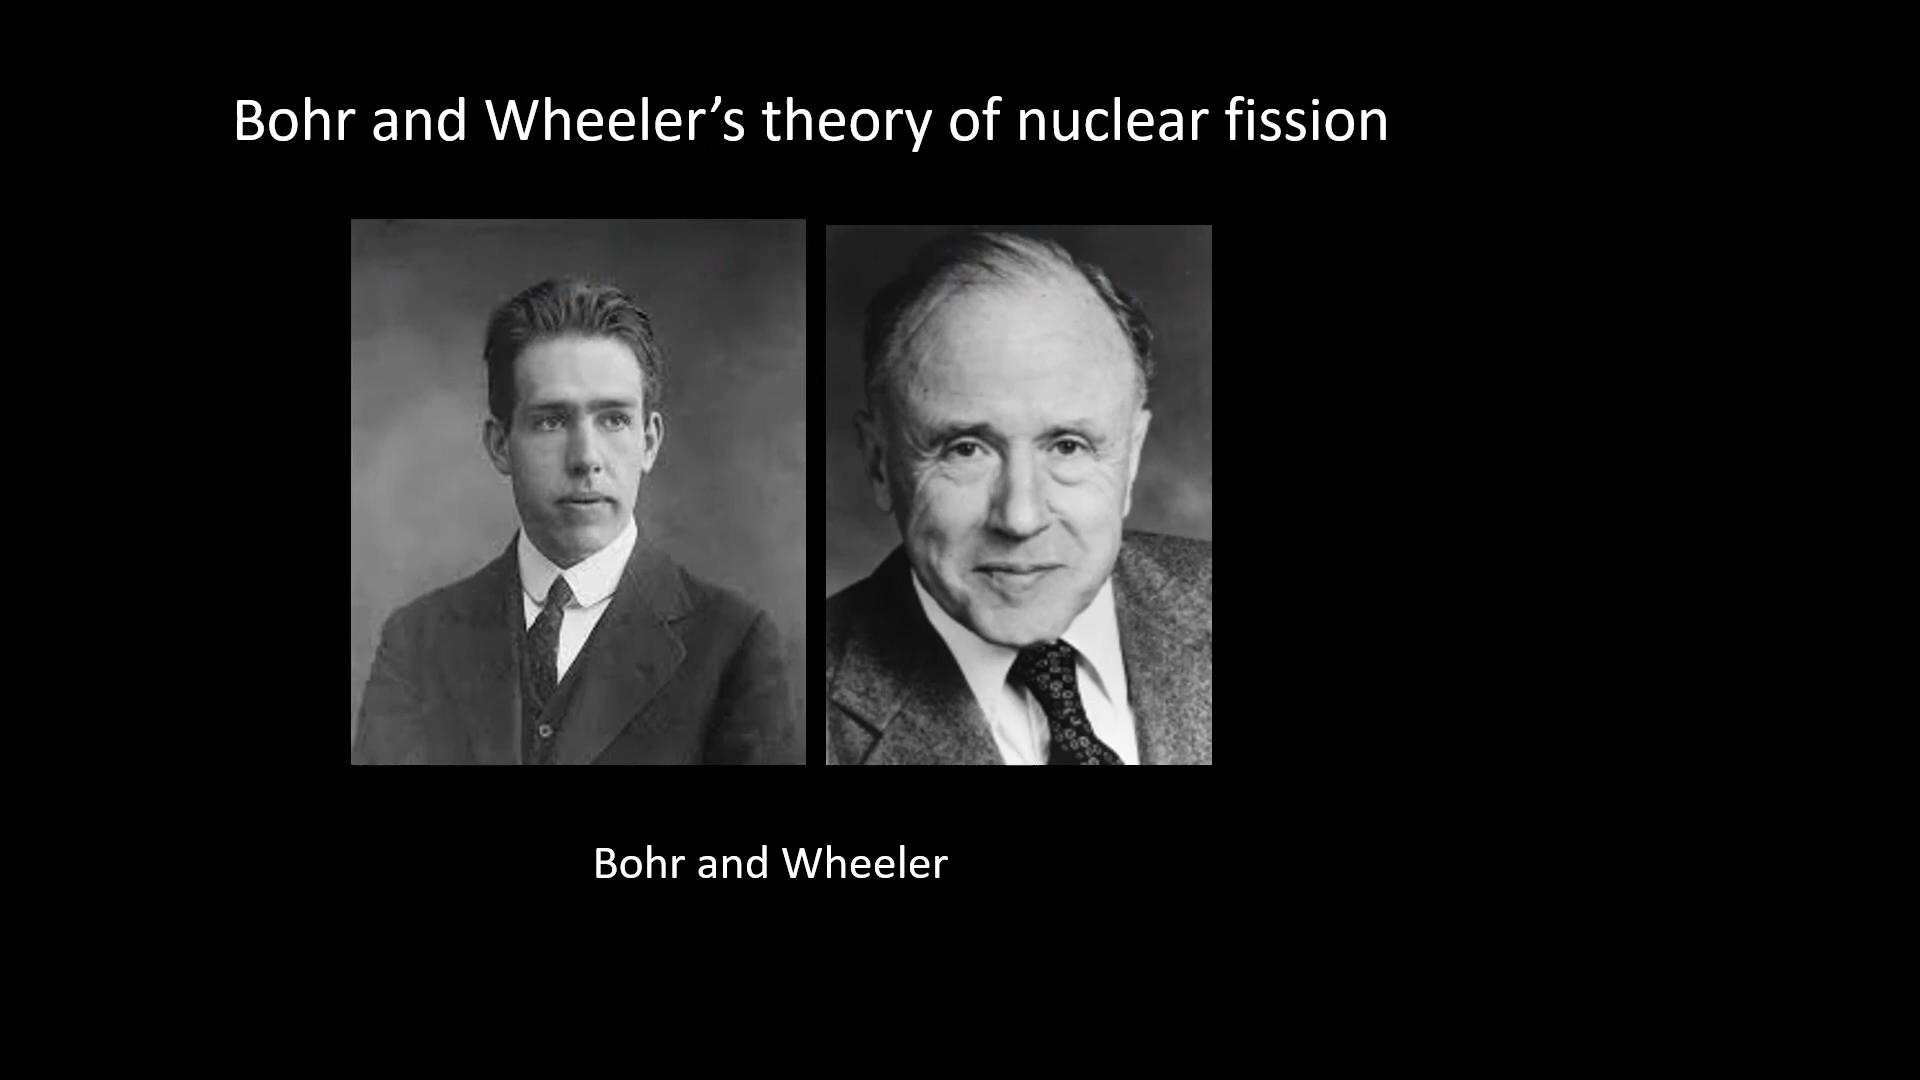 Bohr and Wheeler’s theory of nuclear fission
Bohr and Wheeler